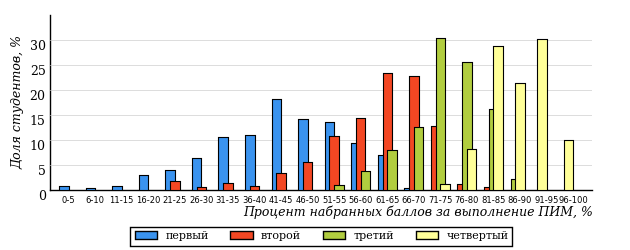 Доля студентов, %
30
25
20
15
10
5
0
0-5 6-10 11-15 16-20 21-25 26-30 31-35 36-40 41-45 46-50 51-55 56-60 61-65 66-70 71-75 76-80 81-85 86-90 91-95 96-100
Процент набранных баллов за выполнение ПИМ, %
первый второй третий четвертый